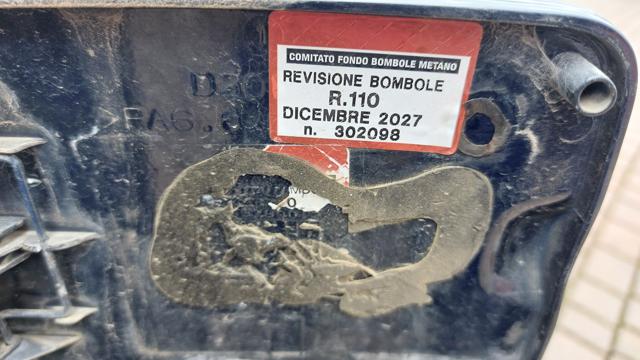 COMITATO FONDO BOMBOLE METANO
REVISIONE BOMBOLE
R.110
DICEMBRE 2027
n. 302098